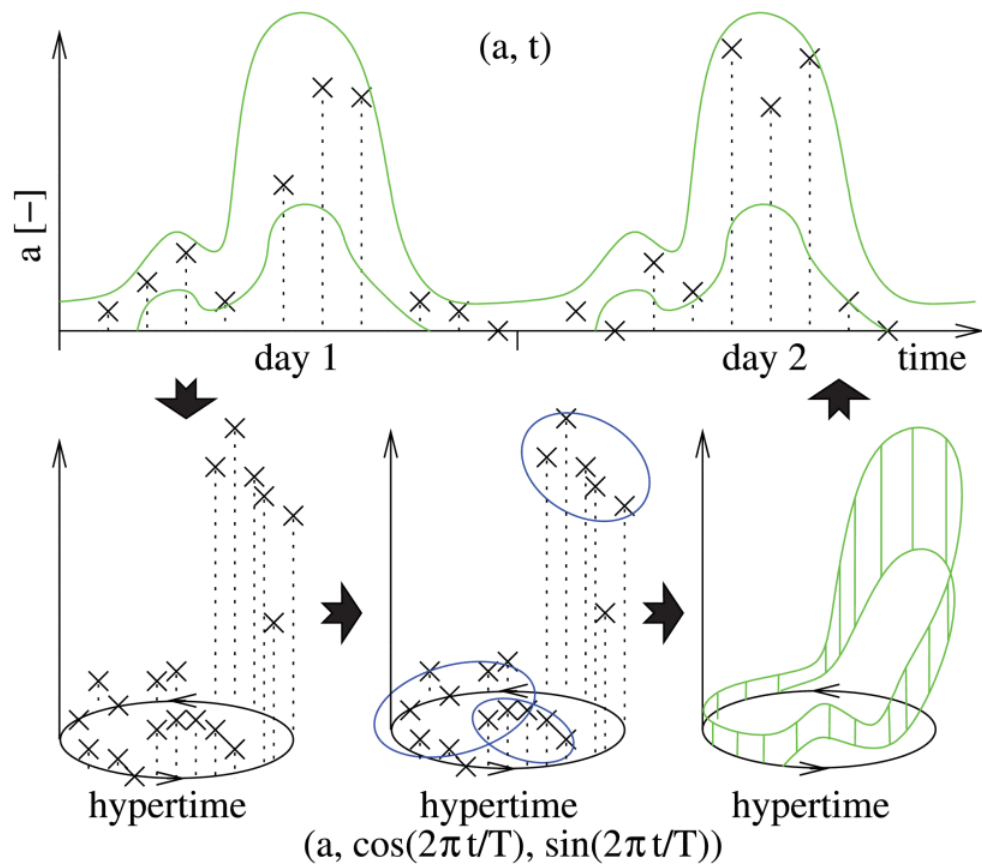 (a, t)
a [−]
day 1
day 2
time
hypertime
hypertime
hypertime
(a, cos(2π t/T), sin(2π t/T))